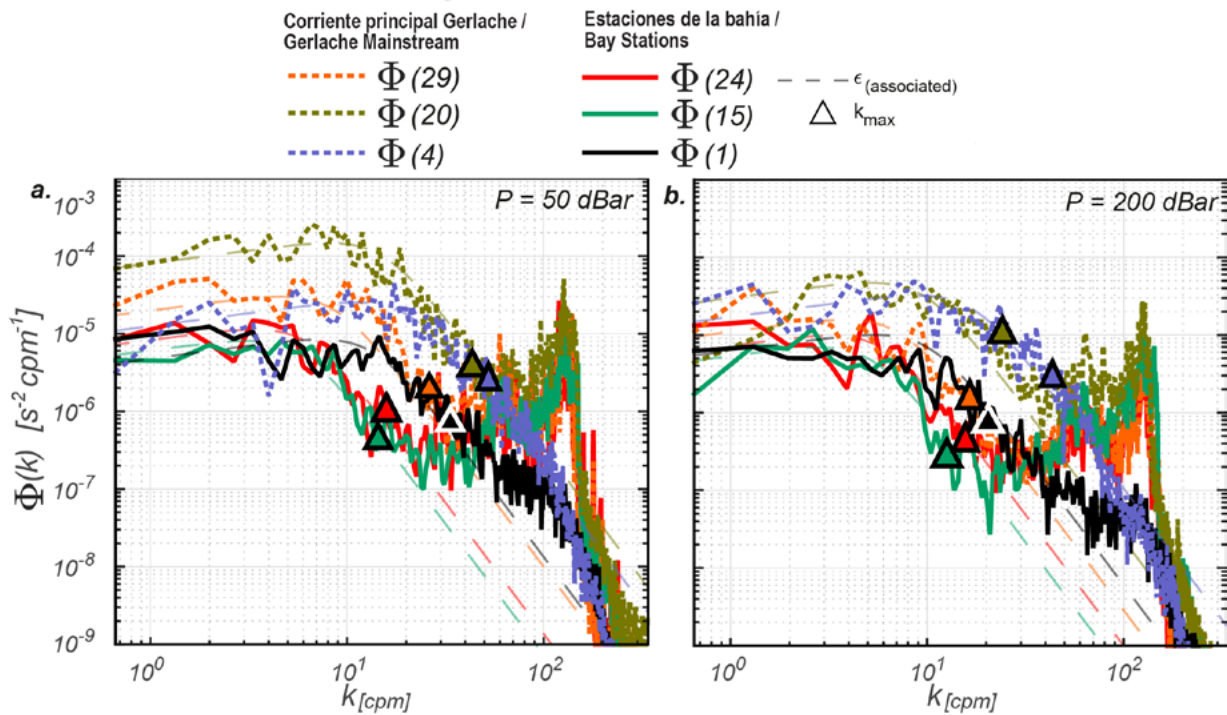 Corriente principal Gerlache /
Gerlache Mainstream
Φ (29)
Φ (20)
Φ (4)
Estaciones de la bahía /
Bay Stations
Φ (24)
Φ (15)
Φ (1)
ϵ (associated)
k max
a.
P = 50 dBar
b.
P = 200 dBar
Φ(k) [s⁻² cpm⁻¹]
10⁻³
10⁻⁴
10⁻⁵
10⁻⁶
10⁻⁷
10⁻⁸
10⁻⁹
10⁰ 10¹ 10²
k [cpm]
10⁰ 10¹ 10²
k [cpm]